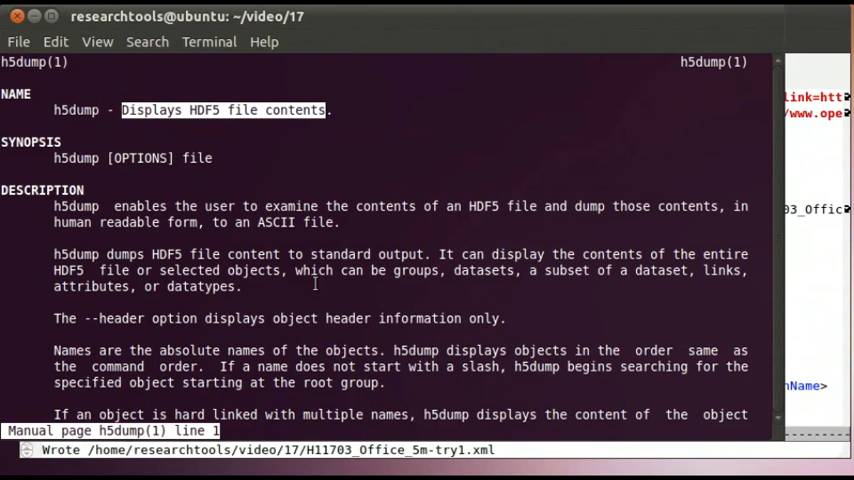 researchtools@ubuntu: ~/video/17
File Edit View Search Terminal Help
h5dump(1) h5dump(1)
NAME
h5dump - Displays HDF5 file contents.
SYNOPSIS
h5dump [OPTIONS] file
DESCRIPTION
h5dump enables the user to examine the contents of an HDF5 file and dump those contents, in
human readable form, to an ASCII file.
h5dump dumps HDF5 file content to standard output. It can display the contents of the entire
HDF5 file or selected objects, which can be groups, datasets, a subset of a dataset, links,
attributes, or datatypes.
The --header option displays object header information only.
Names are the absolute names of the objects. h5dump displays objects in the order same as
the command order. If a name does not start with a slash, h5dump begins searching for the
specified object starting at the root group.
If an object is hard linked with multiple names, h5dump displays the content of the object
Manual page h5dump(1) line 1
link=htt
/www.ope
03_Offic
nName>
Wrote /home/researchtools/video/17/H11703_Office_5m-try1.xml